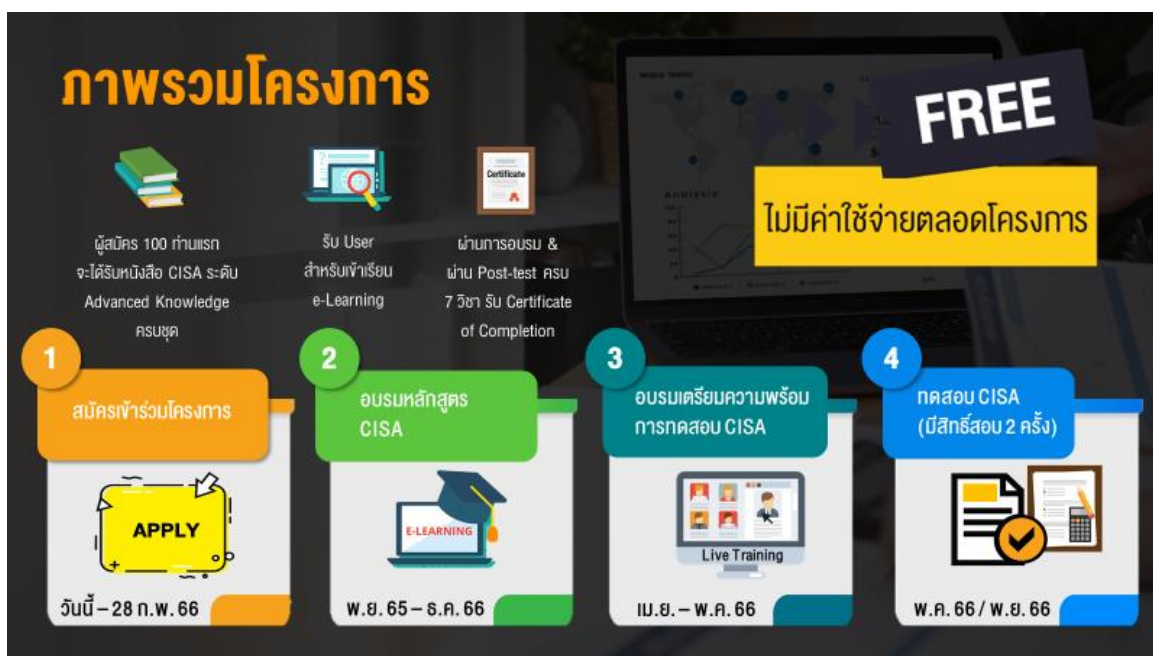 ภาพรวมโครงการ
FREE
ไม่มีค่าใช้จ่ายตลอดโครงการ
Certificate
ผู้สมัคร 100 ท่านแรก
จะได้รับหนังสือ CISA ระดับ
Advanced Knowledge
ครบชุด
รับ User
สำหรับเข้าเรียน
e-Learning
ผ่านการอบรม &
ผ่าน Post-test ครบ
7 วิชา รับ Certificate
of Completion
1
สมัครเข้าร่วมโครงการ
APPLY
วันนี้ – 28 ก.พ. 66
2
อบรมหลักสูตร
CISA
E-LEARNING
พ.ย. 65 – ธ.ค. 66
3
อบรมเตรียมความพร้อม
การทดสอบ CISA
Live Training
เม.ย. – พ.ค. 66
4
ทดสอบ CISA
(มีสิทธิ์สอบ 2 ครั้ง)
พ.ค. 66 / พ.ย. 66
WORLD TRAFFIC
Analysis